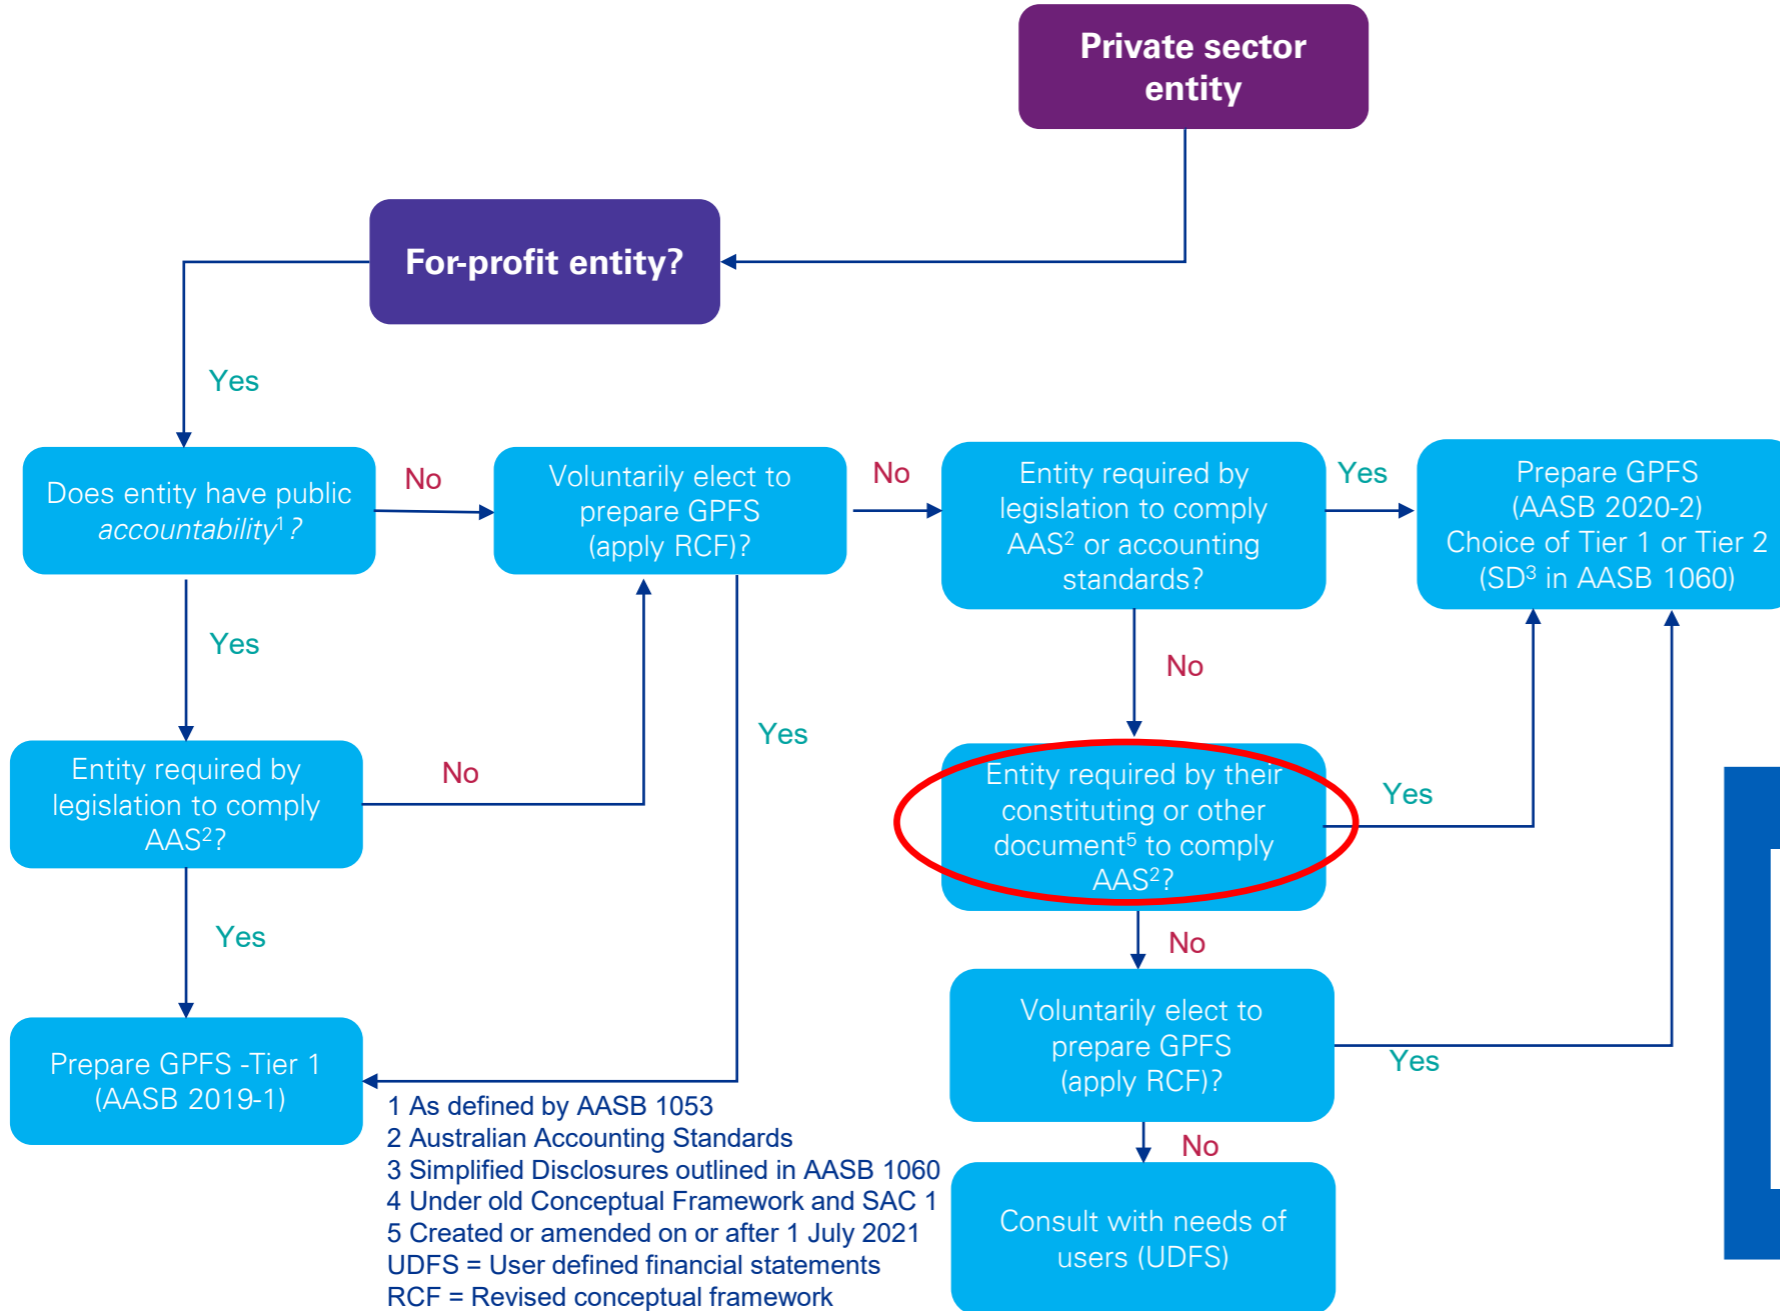 Private sector
entity
For-profit entity?
Yes
Does entity have public
accountability¹?
No
Voluntarily elect to
prepare GPFS
(apply RCF)?
No
Entity required by
legislation to comply
AAS² or accounting
standards?
Yes
Prepare GPFS
(AASB 2020-2)
Choice of Tier 1 or Tier 2
(SD³ in AASB 1060)
Yes
No
Yes
Entity required by
legislation to comply
AAS²?
No
Entity required by their
constituting or other
document⁵ to comply
AAS²?
Yes
Yes
No
Prepare GPFS -Tier 1
(AASB 2019-1)
Voluntarily elect to
prepare GPFS
(apply RCF)?
Yes
No
Consult with needs of
users (UDFS)
1 As defined by AASB 1053
2 Australian Accounting Standards
3 Simplified Disclosures outlined in AASB 1060
4 Under old Conceptual Framework and SAC 1
5 Created or amended on or after 1 July 2021
UDFS = User defined financial statements
RCF = Revised conceptual framework